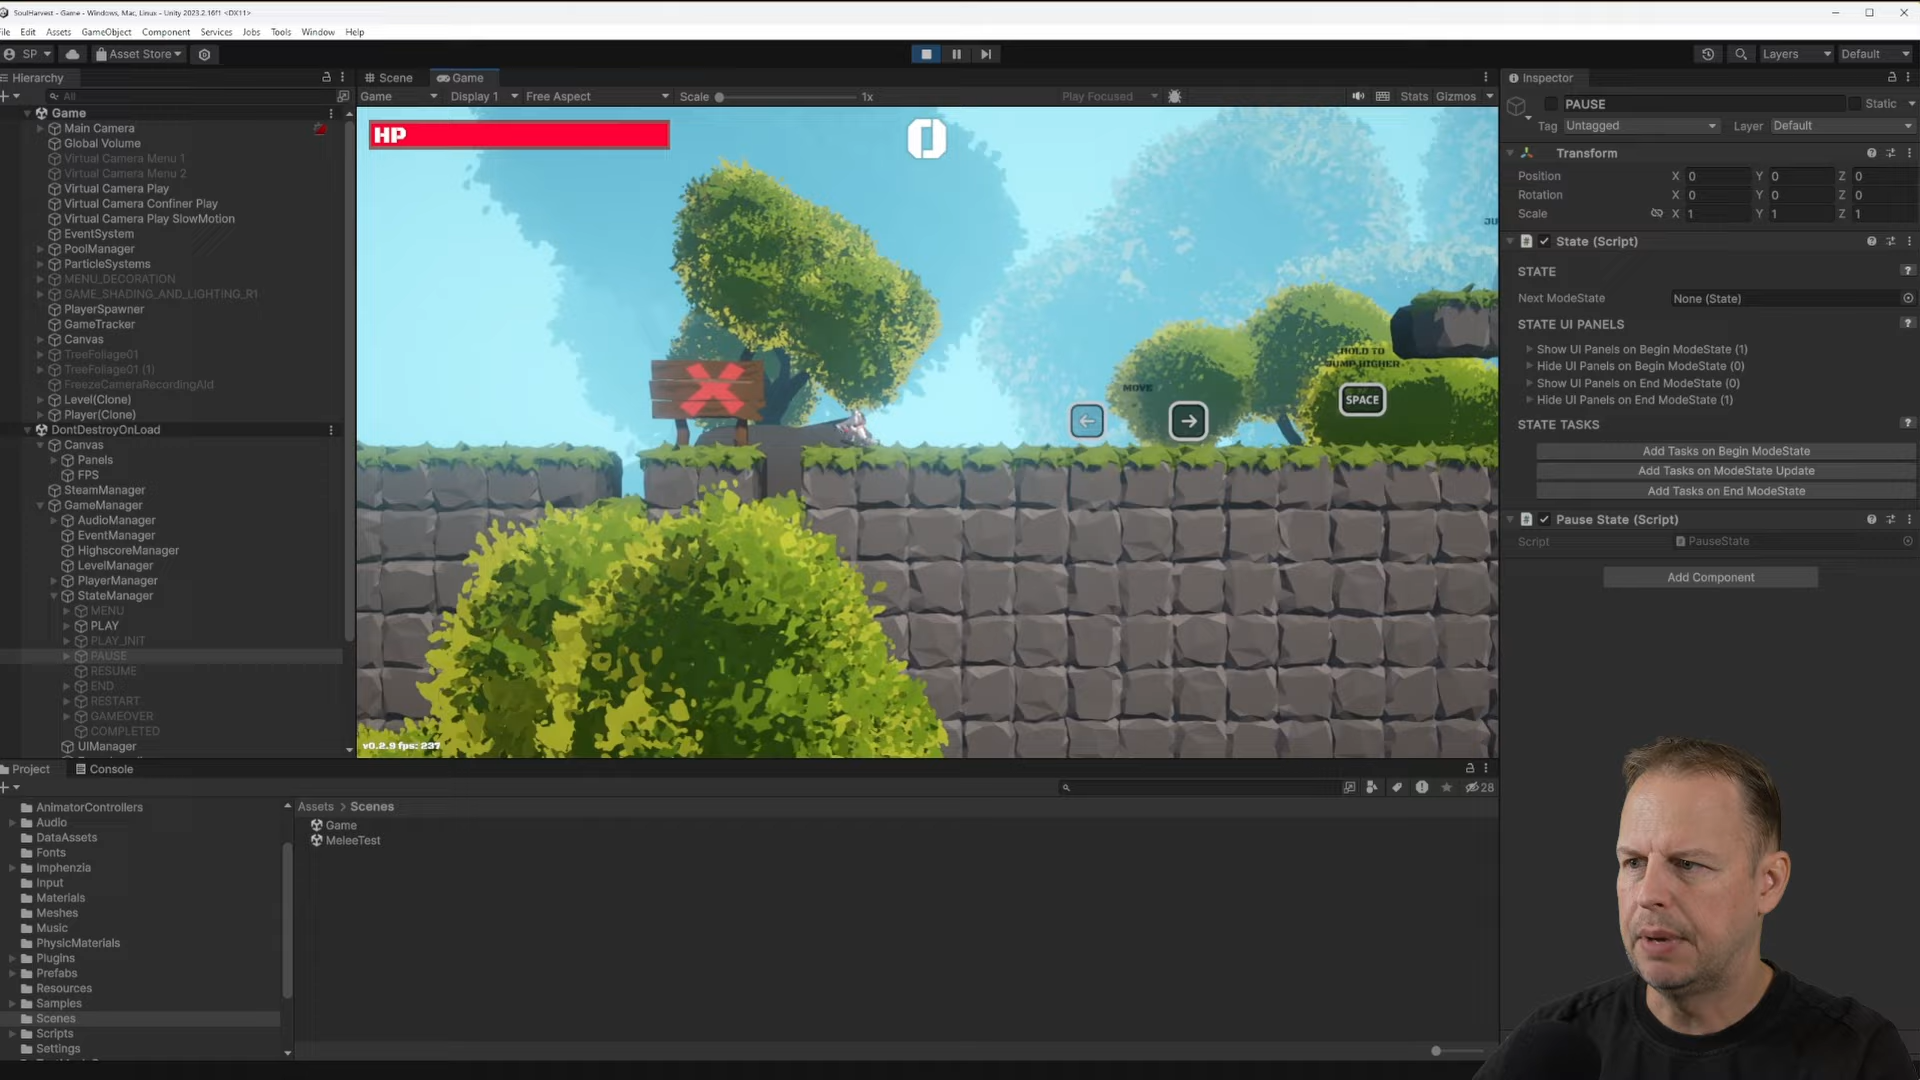 SoulHarvest - Game - Windows, Mac, Linux - Unity 2023.2.16f1 <DX11>
File Edit Assets GameObject Component Services Jobs Tools Window Help
SP Asset Store Layers Default
Hierarchy
All
Game
Main Camera
Global Volume
Virtual Camera Menu 1
Virtual Camera Menu 2
Virtual Camera Play
Virtual Camera Confiner Play
Virtual Camera Play SlowMotion
EventSystem
PoolManager
ParticleSystems
MENU_DECORATION
GAME_SHADING_AND_LIGHTING_R1
PlayerSpawner
GameTracker
Canvas
TreeFoliage01
TreeFoliage01 (1)
FreezeCameraRecordingAid
Level(Clone)
Player(Clone)
DontDestroyOnLoad
Canvas
Panels
FPS
SteamManager
GameManager
AudioManager
EventManager
HighscoreManager
LevelManager
PlayerManager
StateManager
MENU
PLAY
PLAY_INIT
PAUSE
RESUME
END
RESTART
GAMEOVER
COMPLETED
UIManager
Scene Game
Game Display 1 Free Aspect Scale 1x Play Focused Stats Gizmos
HP
MOVE
HOLD TO
JUMP HIGHER
SPACE
v0.2.9 fps: 237
Inspector
PAUSE Static
Tag Untagged Layer Default
Transform
Position X 0 Y 0 Z 0
Rotation X 0 Y 0 Z 0
Scale X 1 Y 1 Z 1
State (Script)
STATE
Next ModeState None (State)
STATE UI PANELS
Show UI Panels on Begin ModeState (1)
Hide UI Panels on Begin ModeState (0)
Show UI Panels on End ModeState (0)
Hide UI Panels on End ModeState (1)
STATE TASKS
Add Tasks on Begin ModeState
Add Tasks on ModeState Update
Add Tasks on End ModeState
Pause State (Script)
Script PauseState
Add Component
Project Console
28
AnimatorControllers
Audio
DataAssets
Fonts
Imphenzia
Input
Materials
Meshes
Music
PhysicMaterials
Plugins
Prefabs
Resources
Samples
Scenes
Scripts
Settings
Assets > Scenes
Game
MeleeTest